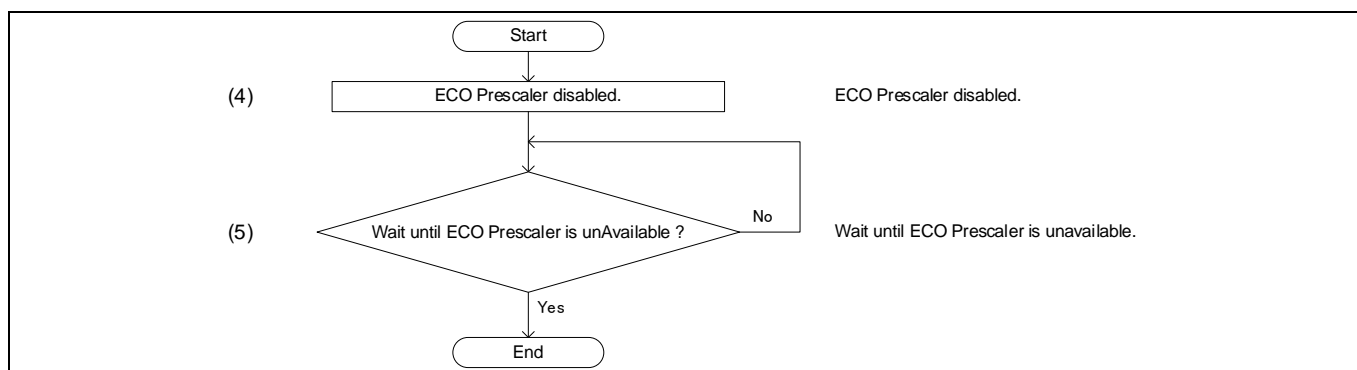 Start
(4)
ECO Prescaler disabled.
ECO Prescaler disabled.
(5)
Wait until ECO Prescaler is unAvailable ?
No
Wait until ECO Prescaler is unavailable.
Yes
End